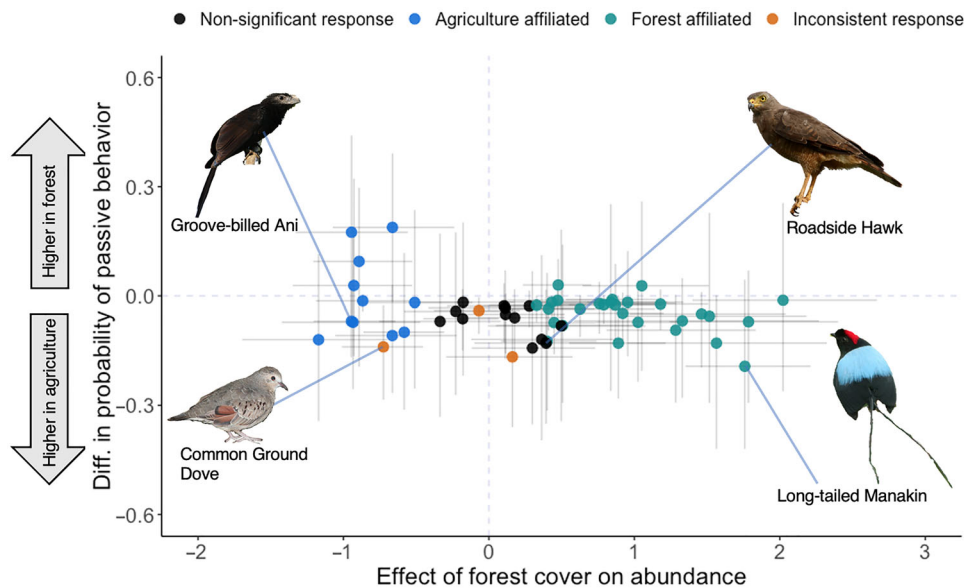 Non-significant response Agriculture affiliated Forest affiliated Inconsistent response
Higher in forest
Higher in agriculture
Diff. in probability of passive behavior
0.6
0.3
0.0
−0.3
−0.6
Groove-billed Ani
Roadside Hawk
Common Ground
Dove
Long-tailed Manakin
−2 −1 0 1 2 3
Effect of forest cover on abundance